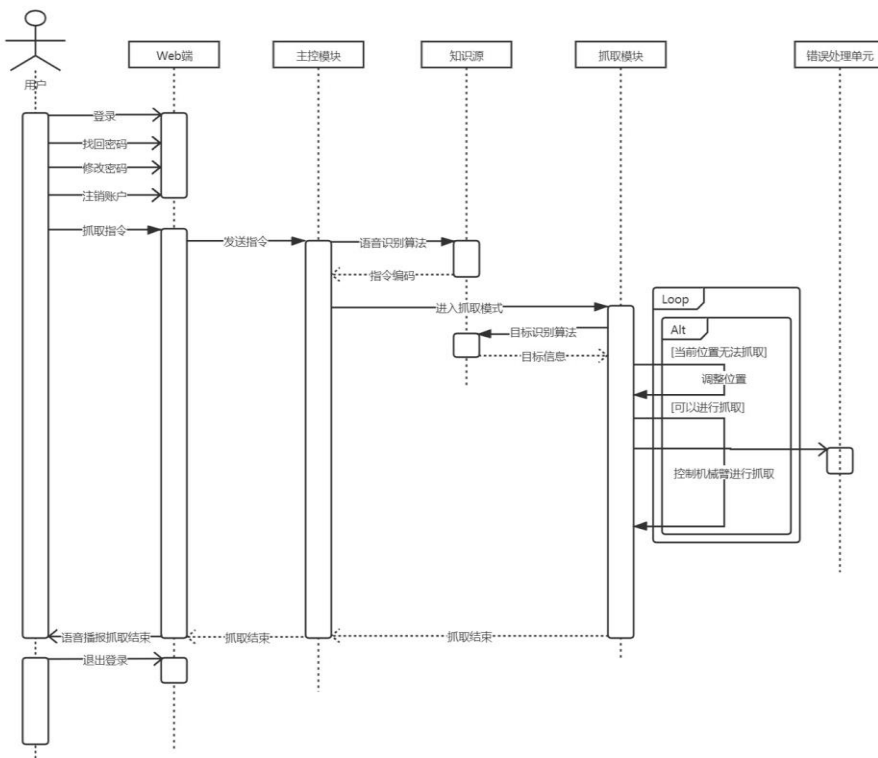 用户
Web端
主控模块
知识源
抓取模块
错误处理单元
登录
找回密码
修改密码
注销账户
抓取指令
发送指令
语音识别算法
指令编码
进入抓取模式
Loop
Alt
目标识别算法
[当前位置无法抓取]
目标信息
调整位置
[可以进行抓取]
控制机械臂进行抓取
语音播报抓取结束
抓取结束
抓取结束
退出登录